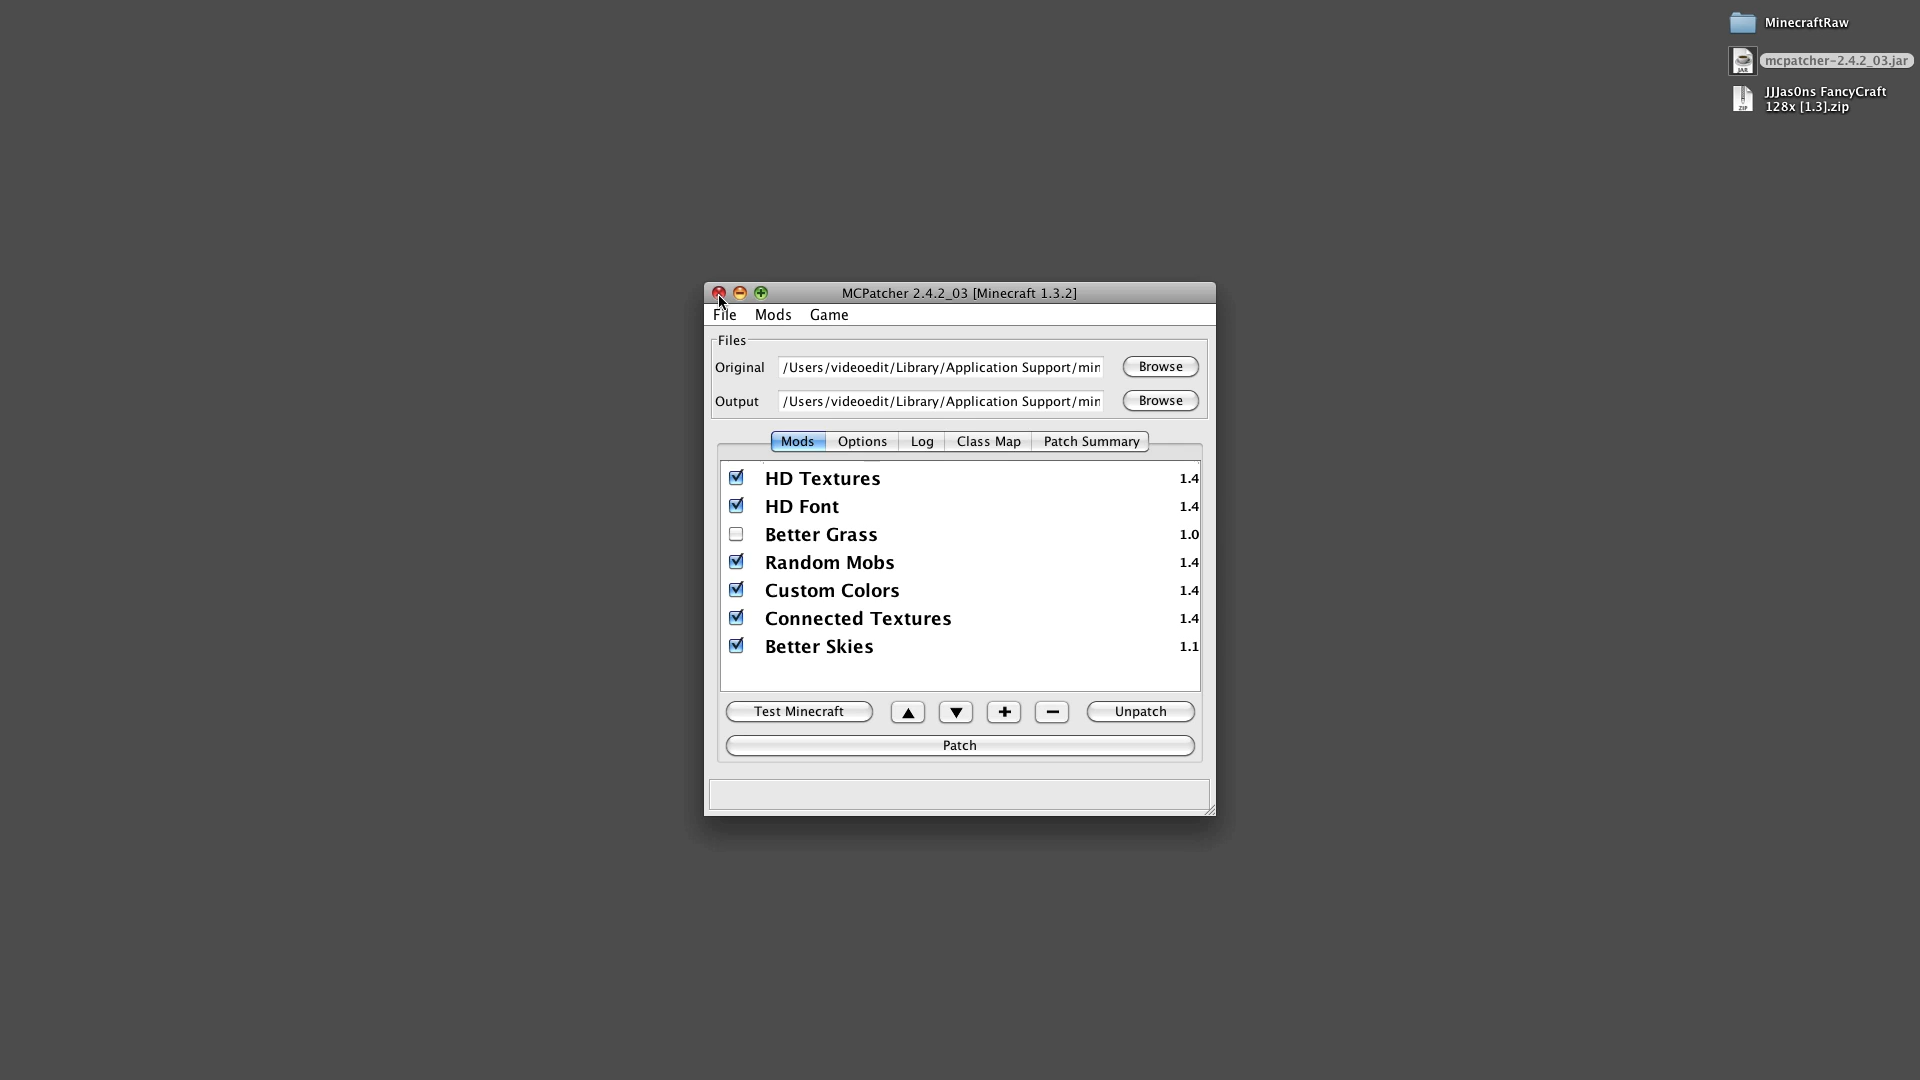 MinecraftRaw
mcpatcher-2.4.2_03.jar
JAR
JJJas0ns FancyCraft
128x [1.3].zip
ZIP
MCPatcher 2.4.2_03 [Minecraft 1.3.2]
File Mods Game
Files
Original /Users/videoedit/Library/Application Support/min Browse
Output /Users/videoedit/Library/Application Support/min Browse
Mods Options Log Class Map Patch Summary
HD Textures 1.4
HD Font 1.4
Better Grass 1.0
Random Mobs 1.4
Custom Colors 1.4
Connected Textures 1.4
Better Skies 1.1
Test Minecraft Unpatch
Patch